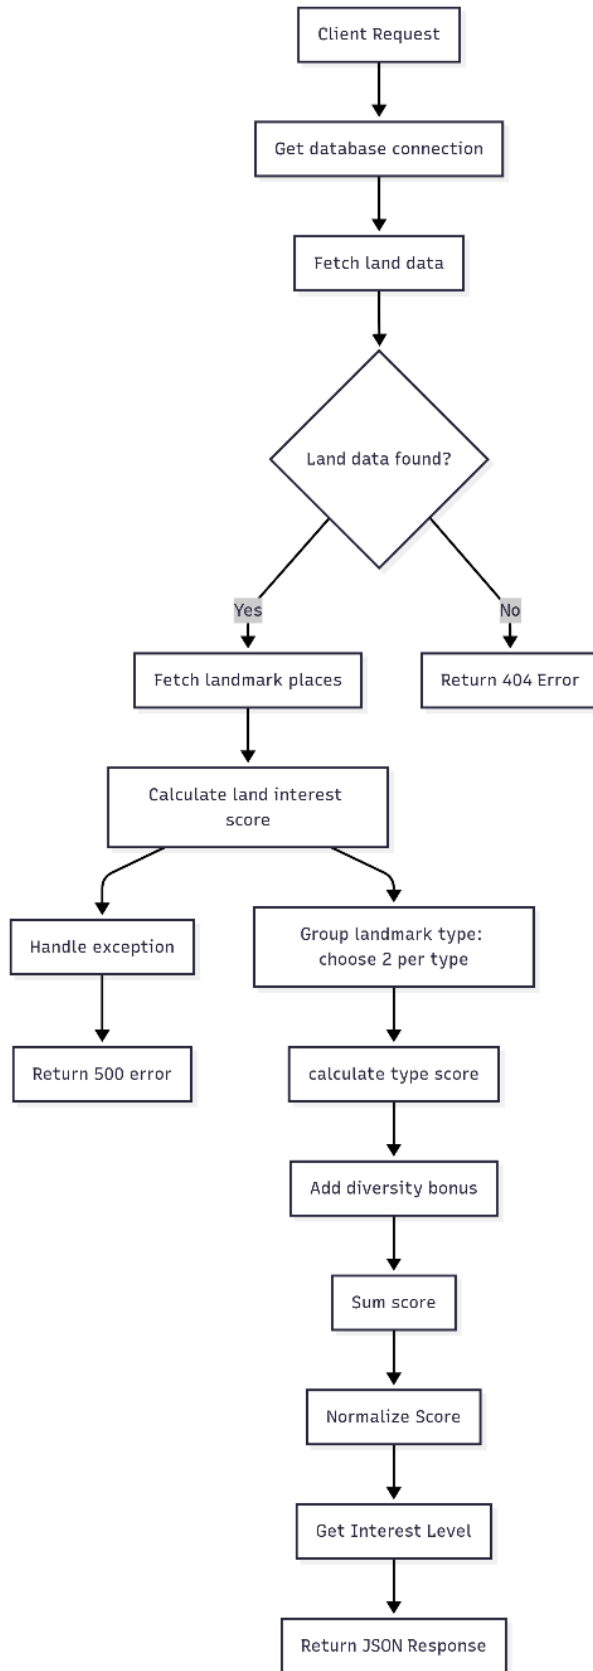 Client Request
Get database connection
Fetch land data
Land data found?
Yes
No
Fetch landmark places
Return 404 Error
Calculate land interest
score
Handle exception
Group landmark type:
choose 2 per type
Return 500 error
calculate type score
Add diversity bonus
Sum score
Normalize Score
Get Interest Level
Return JSON Response